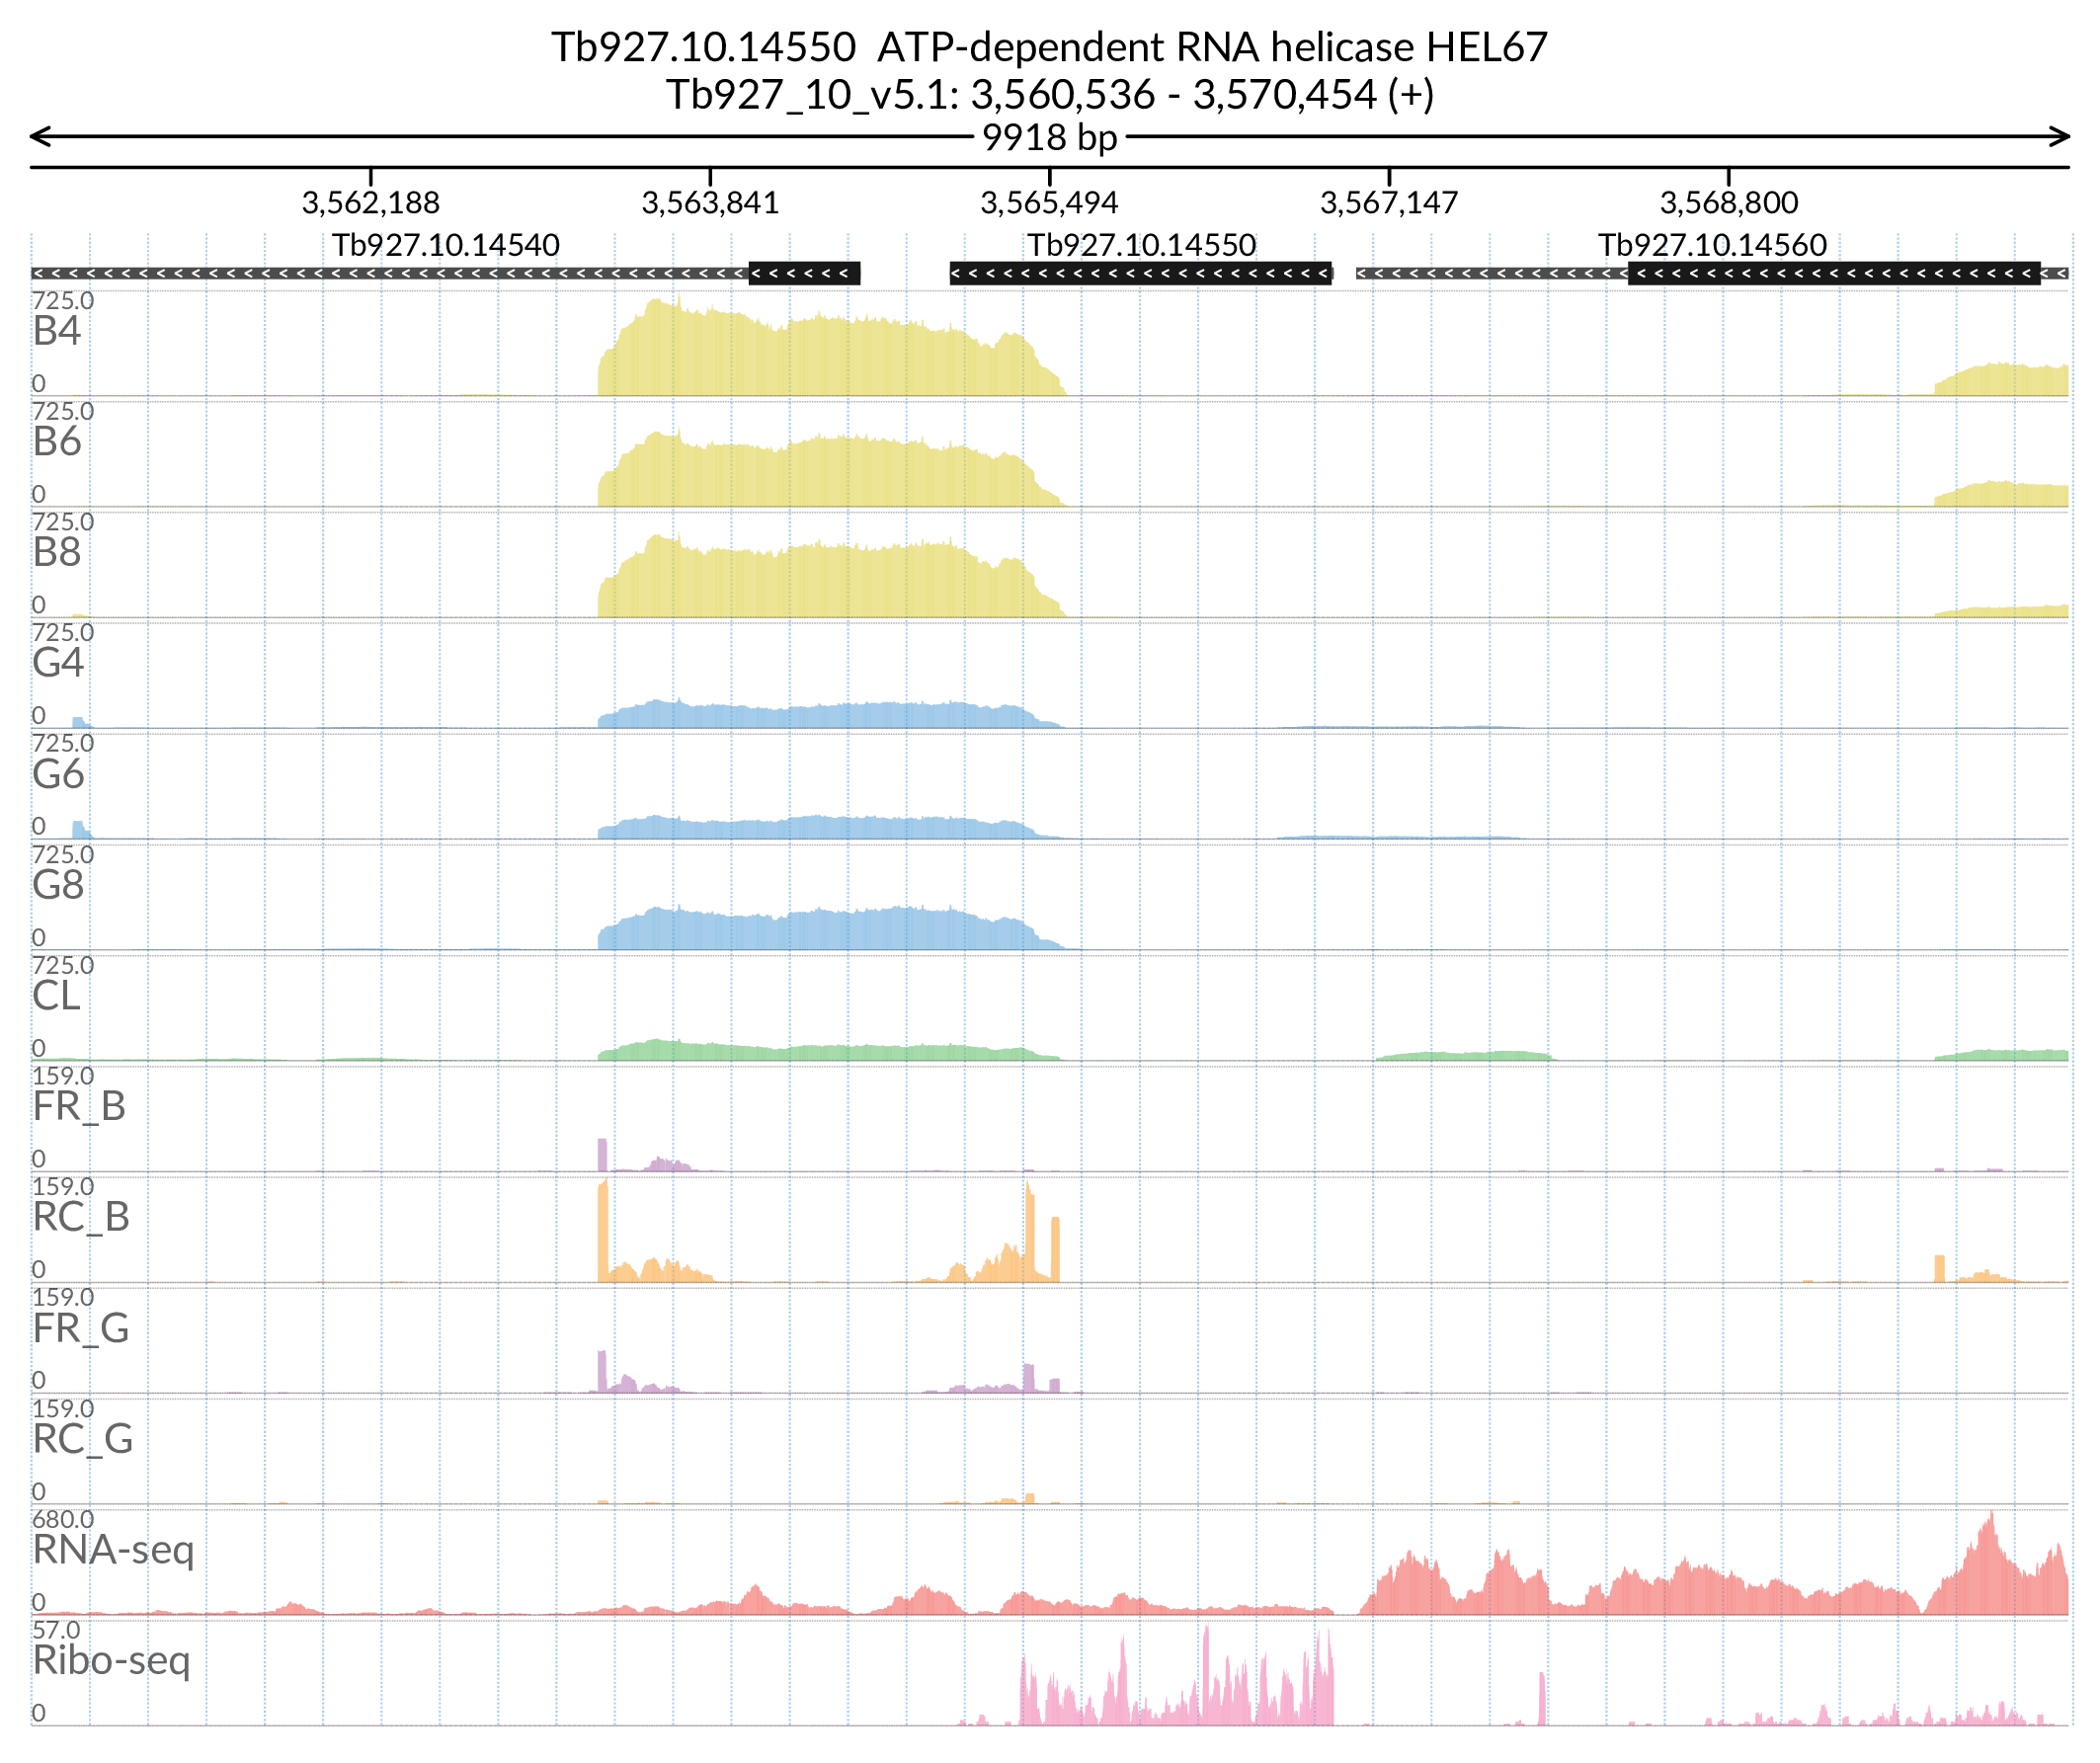 Tb927.10.14550  ATP-dependent RNA helicase HEL67
Tb927_10_v5.1: 3,560,536 - 3,570,454 (+)
9918 bp
3,562,188 3,563,841 3,565,494 3,567,147 3,568,800
Tb927.10.14540 Tb927.10.14550 Tb927.10.14560
725.0
B4
0
725.0
B6
0
725.0
B8
0
725.0
G4
0
725.0
G6
0
725.0
G8
0
725.0
CL
0
159.0
FR_B
0
159.0
RC_B
0
159.0
FR_G
0
159.0
RC_G
0
680.0
RNA-seq
0
57.0
Ribo-seq
0